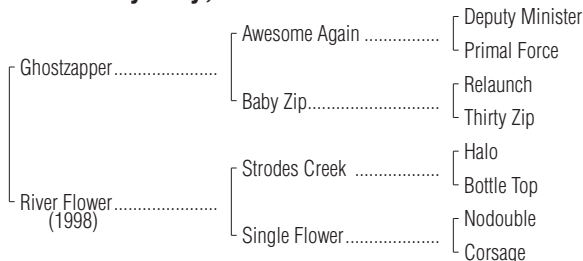 Deputy Minister
Awesome Again ................
Primal Force
Ghostzapper......................
Relaunch
Baby Zip............................
Thirty Zip
Halo
Strodes Creek ..................
Bottle Top
River Flower......................
(1998)
Nodouble
Single Flower....................
Corsage